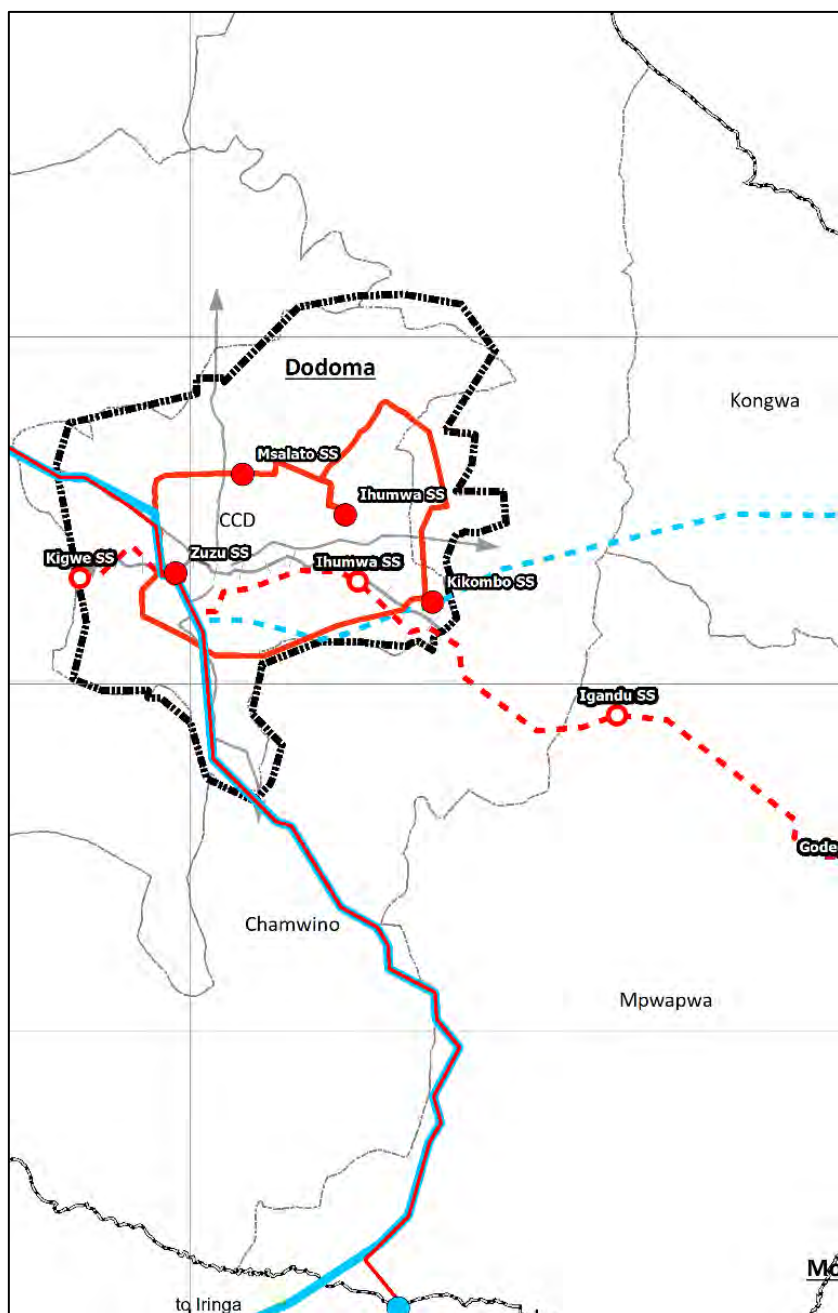 Dodoma
Kongwa
Msalato SS
Ihumwa SS
CCD
Zuzu SS
Ihumwa SS
Kigwe SS
Kikombo SS
Igandu SS
Gode
Chamwino
Mpwapwa
Mo
to Iringa